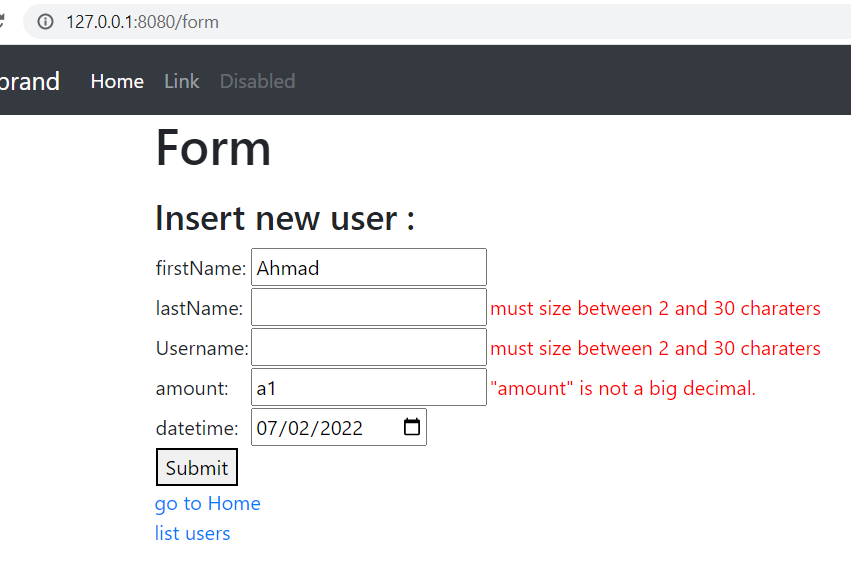 127.0.0.1:8080/form
brand Home Link Disabled
Form
Insert new user :
firstName: Ahmad
lastName: must size between 2 and 30 charaters
Username: must size between 2 and 30 charaters
amount: a1 "amount" is not a big decimal.
datetime: 07/02/2022
Submit
go to Home
list users